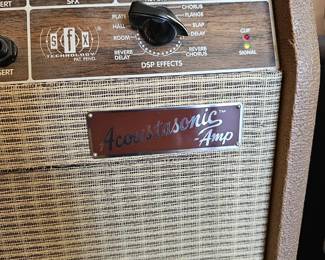 SFX
SFX
TECHNOLOGY
PAT. PEND.
PLATE
HALL
ROOM
REVERB
DELAY
CHORUS
FLANGE
SLAP
DELAY
REVERB
CHORUS
DSP EFFECTS
CLIP
SIGNAL
Acoustasonic™
Amp